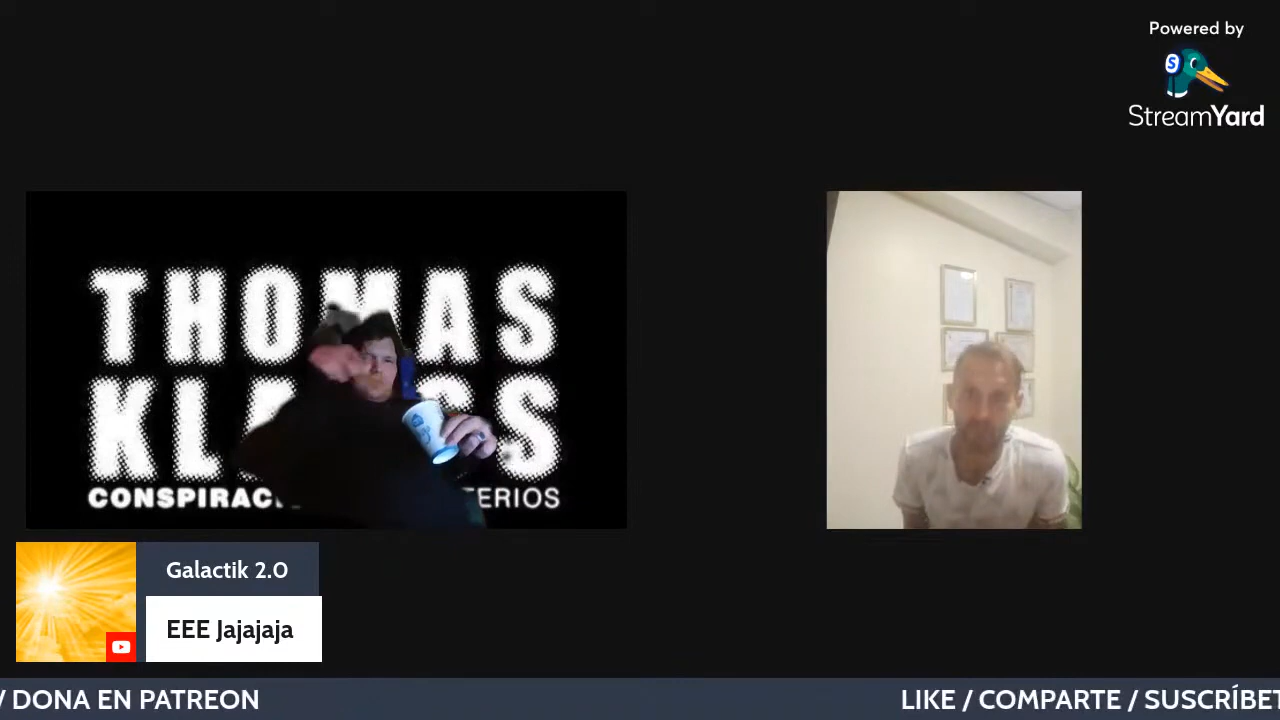 Powered by
S
StreamYard
THOMAS
KL S
CONSPIRAC TERIOS
Galactik 2.0
EEE Jajajaja
/ DONA EN PATREON
LIKE / COMPARTE / SUSCRÍBET